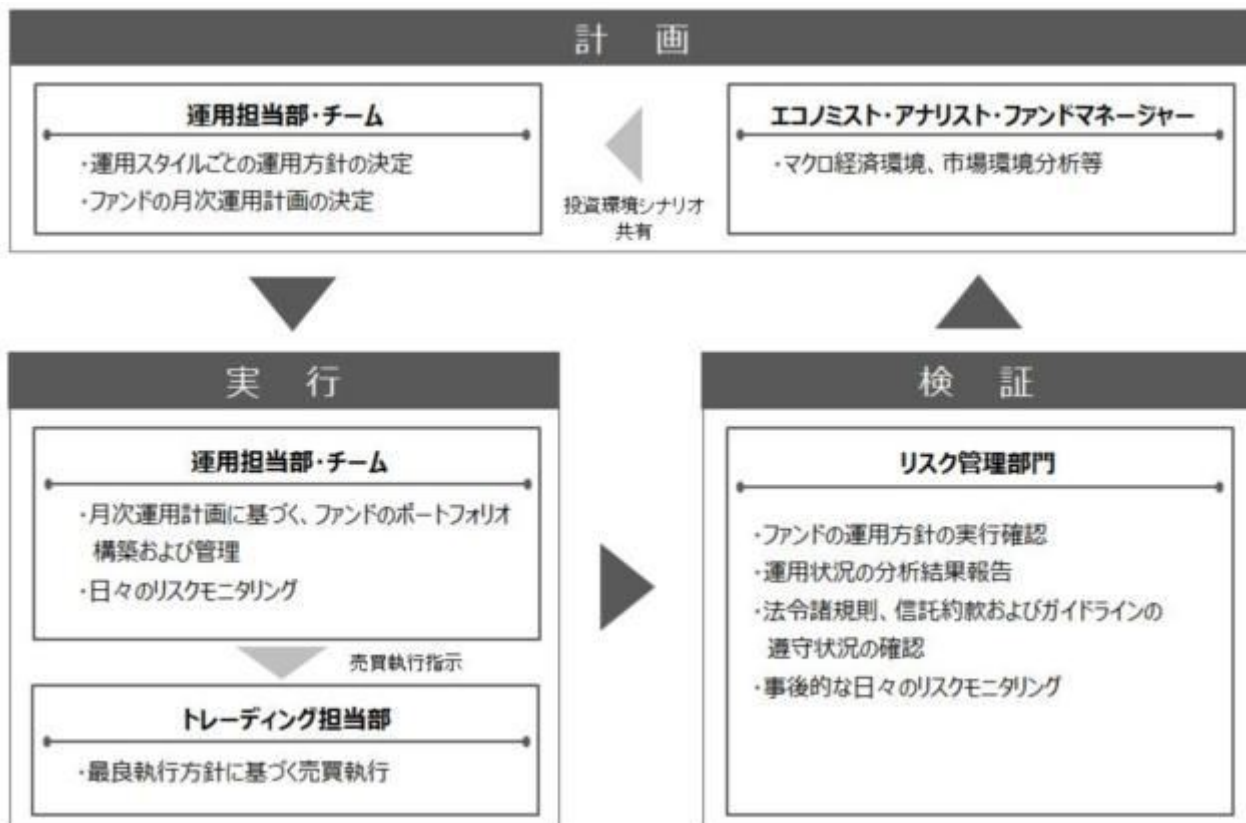 計 画
運用担当部・チーム
・運用スタイルごとの運用方針の決定
・ファンドの月次運用計画の決定
投資環境シナリオ
共有
エコノミスト・アナリスト・ファンドマネージャー
・マクロ経済環境、市場環境分析等
実 行
運用担当部・チーム
・月次運用計画に基づく、ファンドのポートフォリオ
構築および管理
・日々のリスクモニタリング
売買執行指示
トレーディング担当部
・最良執行方針に基づく売買執行
検 証
リスク管理部門
・ファンドの運用方針の実行確認
・運用状況の分析結果報告
・法令諸規則、信託約款およびガイドラインの
遵守状況の確認
・事後的な日々のリスクモニタリング